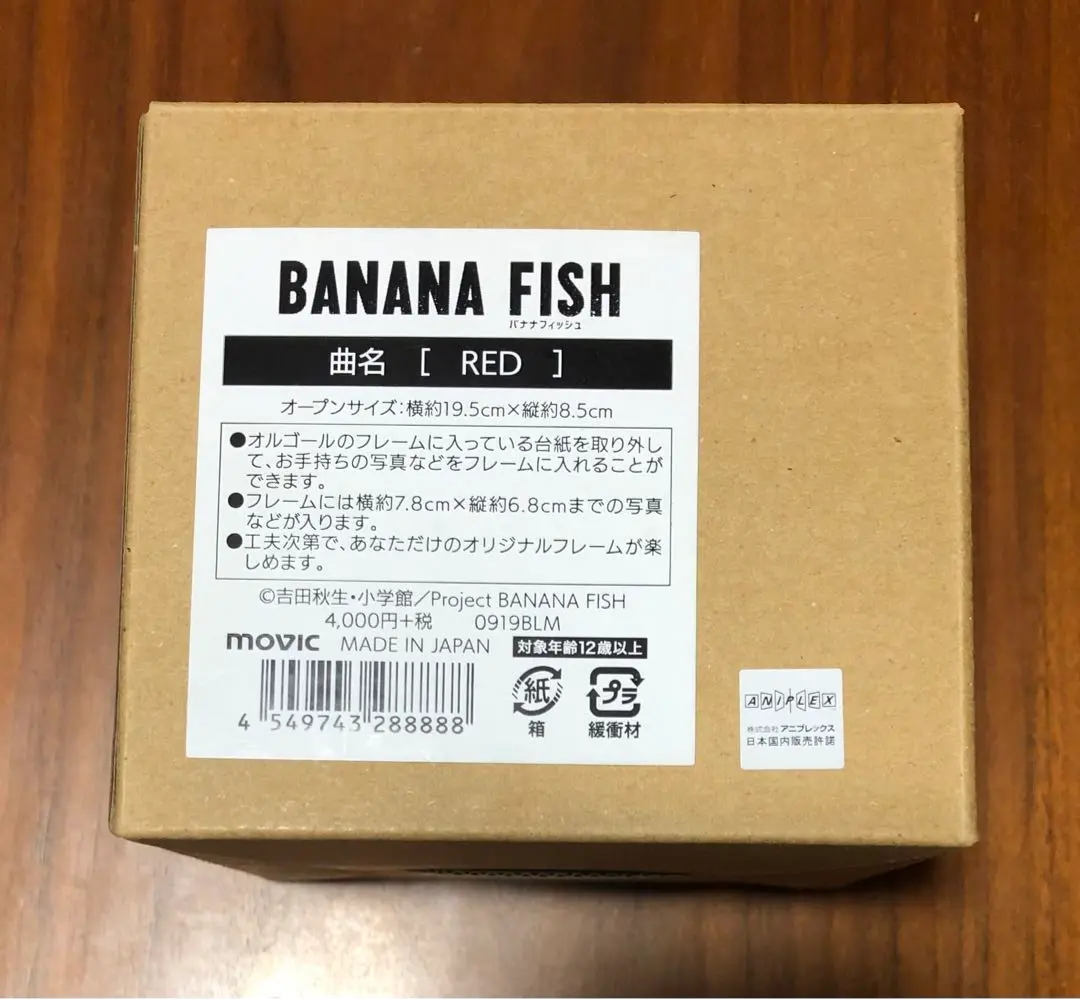 BANANA FISH
バナナフィッシュ
曲名 [ RED ]
オープンサイズ:横約19.5cm×縦約8.5cm
●オルゴールのフレームに入っている台紙を取り外し
て、お手持ちの写真などをフレームに入れることが
できます。
●フレームには横約7.8cm×縦約6.8cmまでの写真
などが入ります。
●工夫次第で、あなただけのオリジナルフレームが楽
しめます。
©吉田秋生・小学館/Project BANANA FISH
4,000円+税 0919BLM
movic MADE IN JAPAN 対象年齢12歳以上
紙 プラ
箱 緩衝材
4 549743 288888
ANIPLEX
株式会社 アニプレックス
日本国内販売許諾